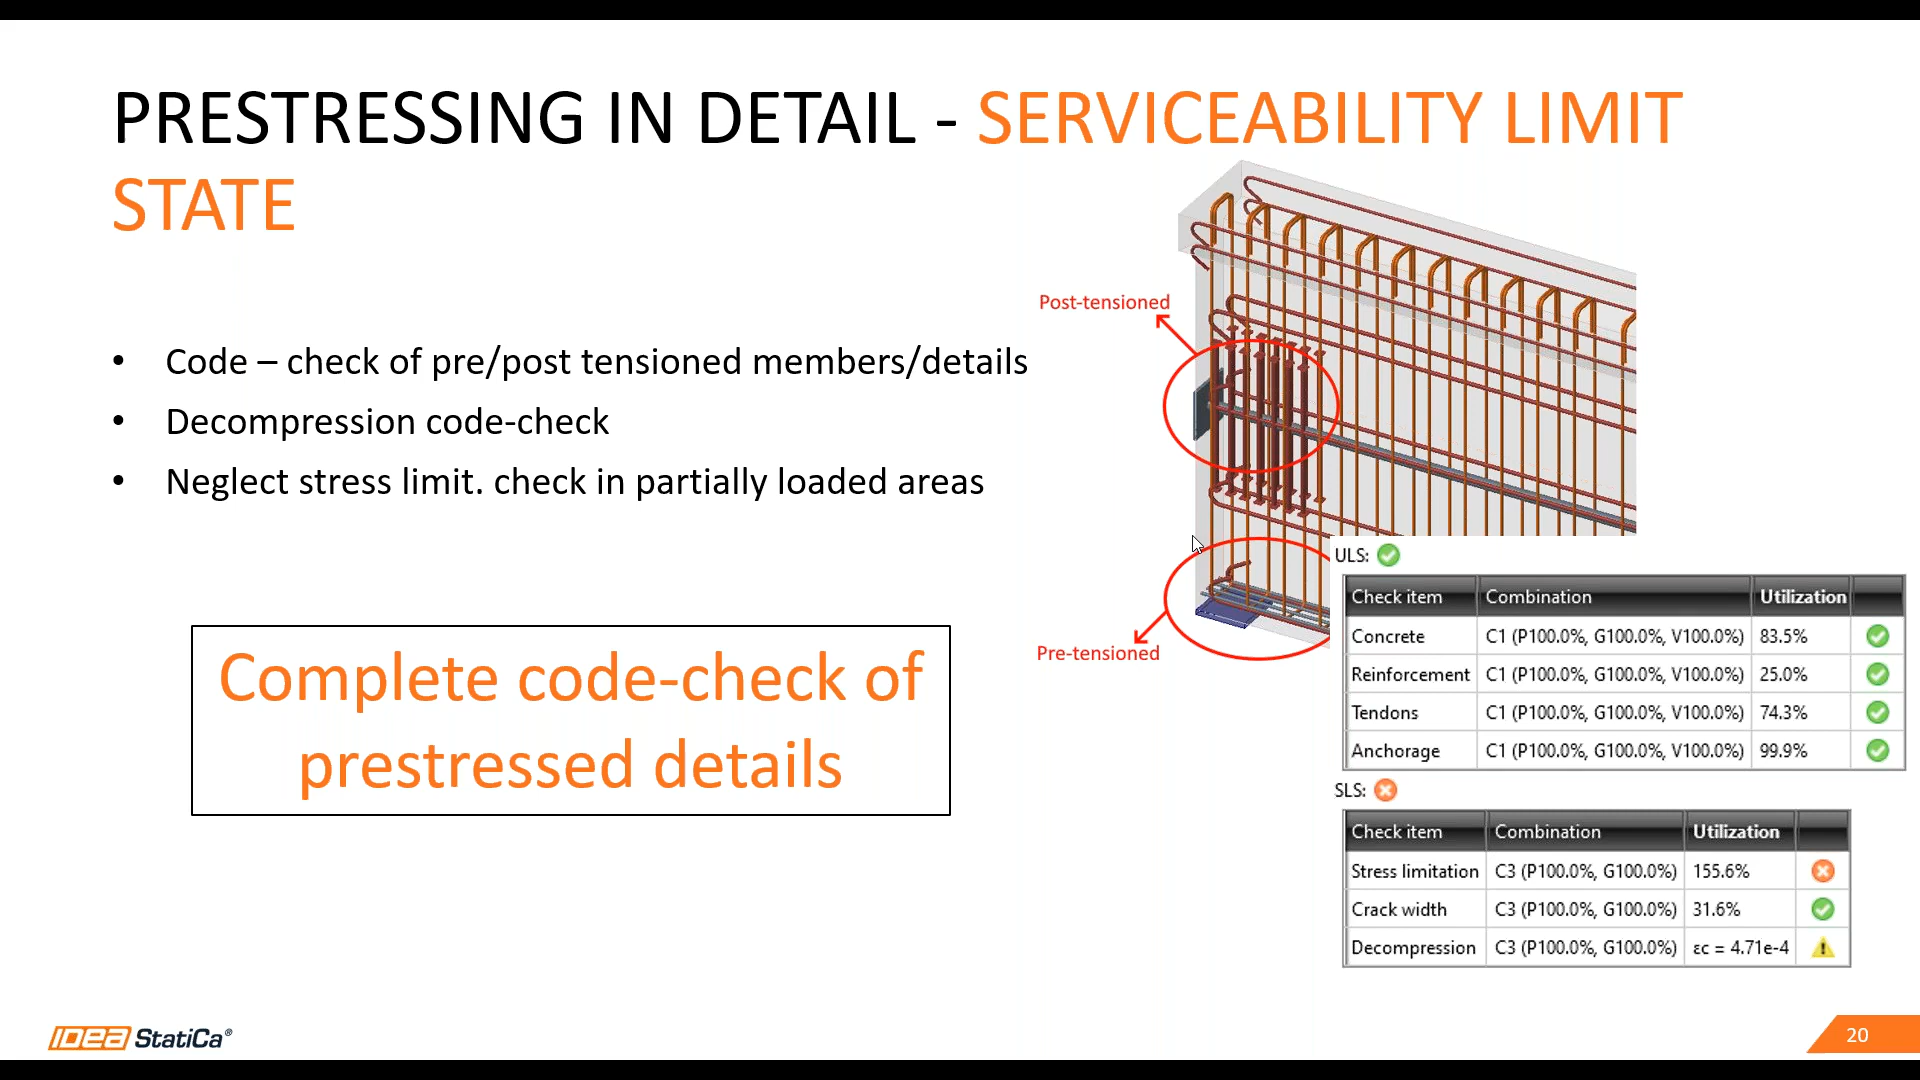 PRESTRESSING IN DETAIL - SERVICEABILITY LIMIT
STATE
• Code – check of pre/post tensioned members/details
• Decompression code-check
• Neglect stress limit. check in partially loaded areas
Complete code-check of
prestressed details
Post-tensioned
Pre-tensioned
ULS:
Check item Combination Utilization
Concrete C1 (P100.0%, G100.0%, V100.0%) 83.5%
Reinforcement C1 (P100.0%, G100.0%, V100.0%) 25.0%
Tendons C1 (P100.0%, G100.0%, V100.0%) 74.3%
Anchorage C1 (P100.0%, G100.0%, V100.0%) 99.9%
SLS:
Check item Combination Utilization
Stress limitation C3 (P100.0%, G100.0%) 155.6%
Crack width C3 (P100.0%, G100.0%) 31.6%
Decompression C3 (P100.0%, G100.0%) εc = 4.71e-4
IDEA StatiCa®
20